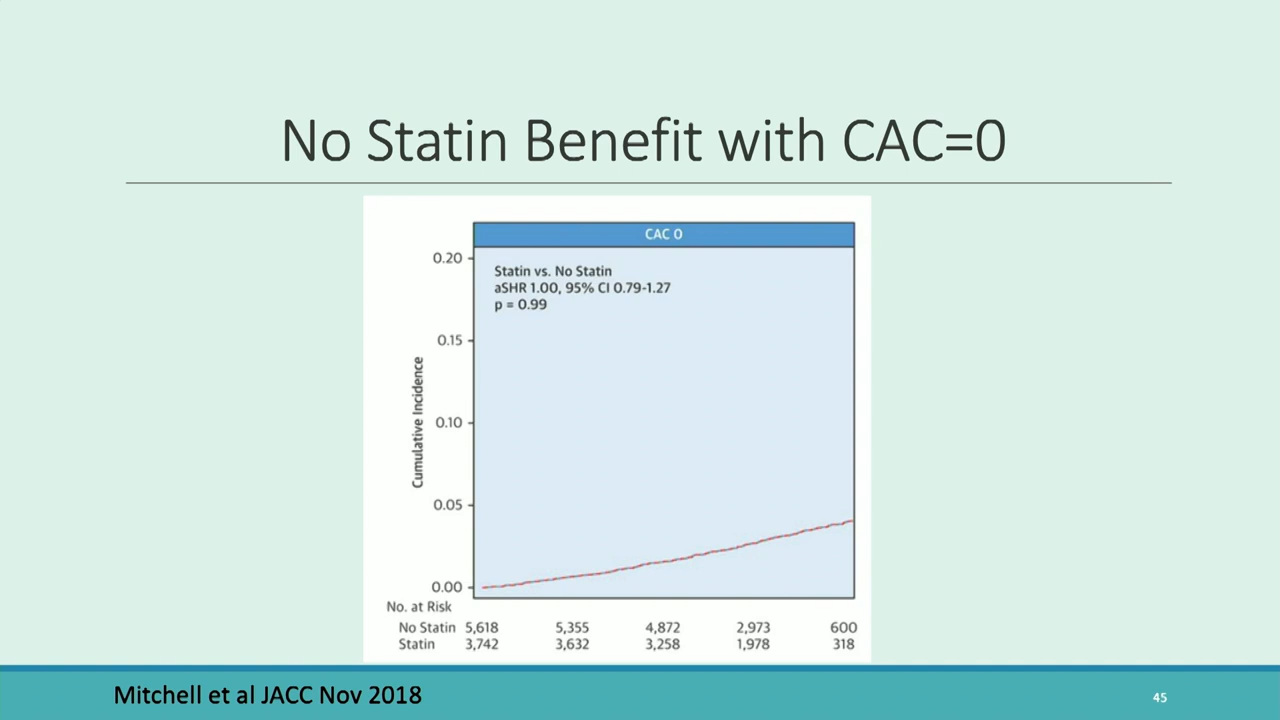 No Statin Benefit with CAC=0
CAC 0
Statin vs. No Statin
aSHR 1.00, 95% CI 0.79-1.27
p = 0.99
Cumulative Incidence
0.20
0.15
0.10
0.05
0.00
No. at Risk
No Statin 5,618 5,355 4,872 2,973 600
Statin 3,742 3,632 3,258 1,978 318
Mitchell et al JACC Nov 2018
45